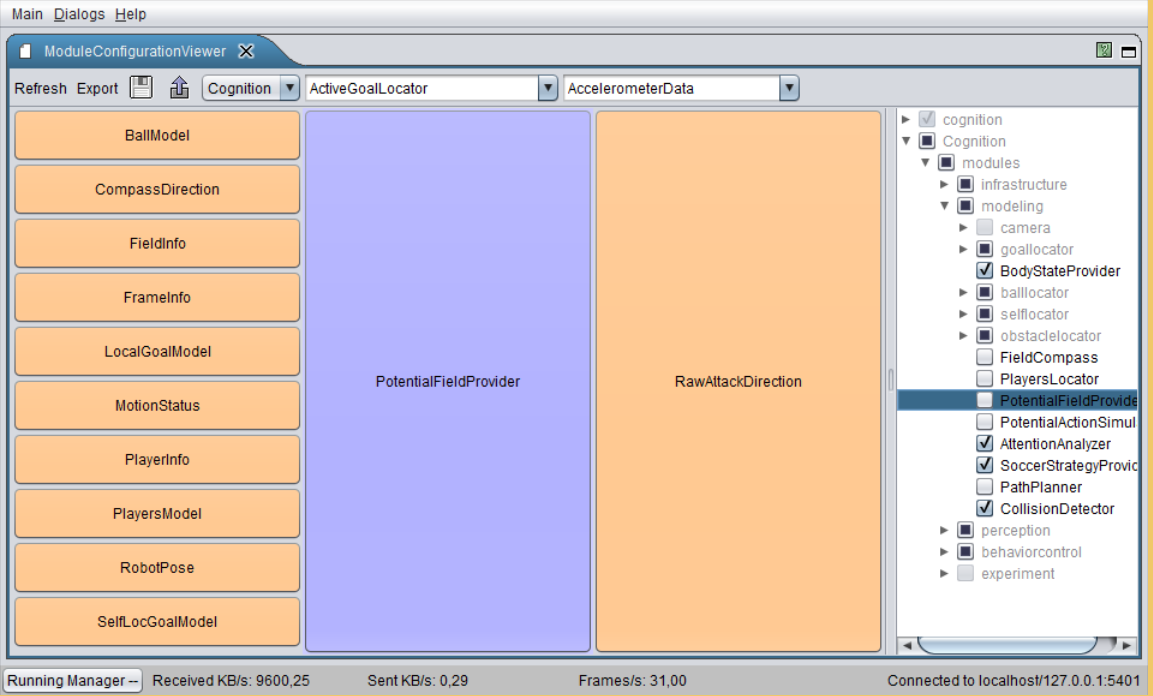 Main Dialogs Help
ModuleConfigurationViewer
Refresh Export Cognition ActiveGoalLocator AccelerometerData
BallModel
CompassDirection
FieldInfo
FrameInfo
LocalGoalModel
MotionStatus
PlayerInfo
PlayersModel
RobotPose
SelfLocGoalModel
PotentialFieldProvider
RawAttackDirection
cognition
Cognition
modules
infrastructure
modeling
camera
goallocator
BodyStateProvider
balllocator
selflocator
obstaclelocator
FieldCompass
PlayersLocator
PotentialFieldProvide
PotentialActionSimul
AttentionAnalyzer
SoccerStrategyProvic
PathPlanner
CollisionDetector
perception
behaviorcontrol
experiment
Running Manager -- Received KB/s: 9600,25 Sent KB/s: 0,29 Frames/s: 31,00 Connected to localhost/127.0.0.1:5401